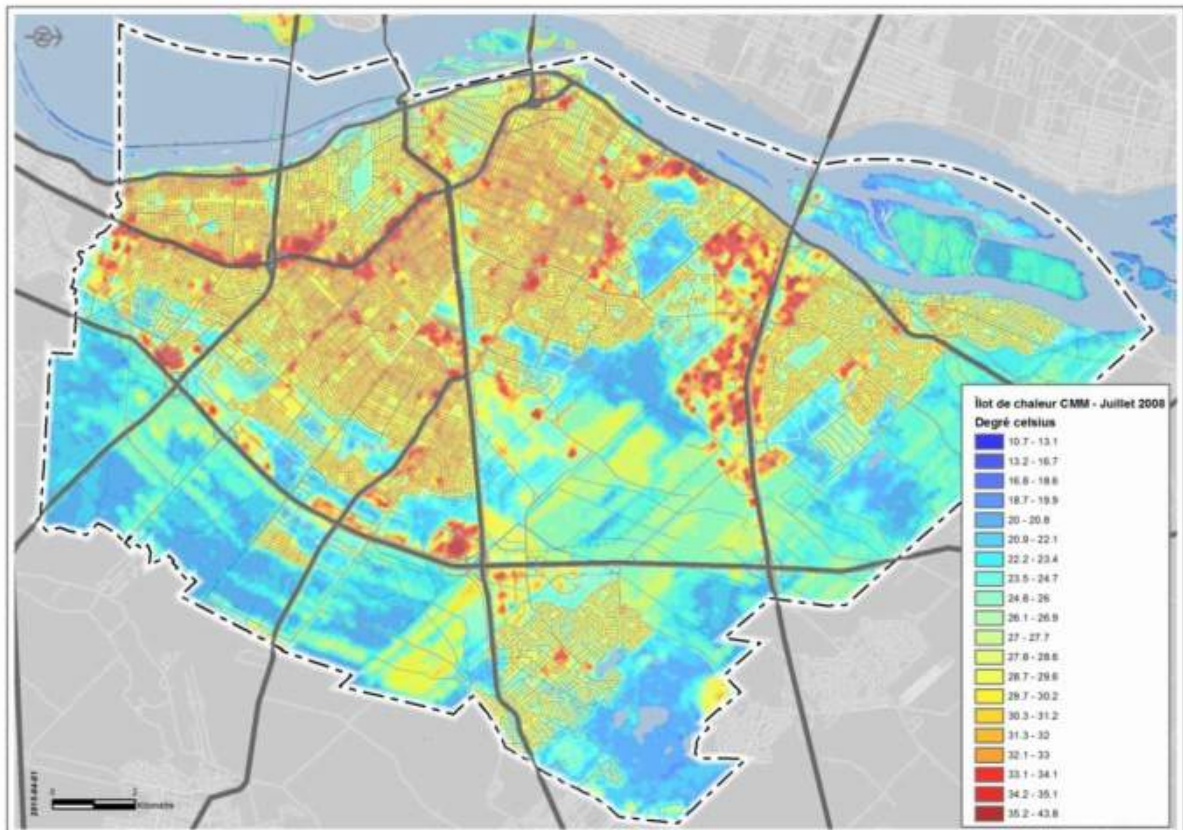 Îlot de chaleur CMM - Juillet 2008
Degré celsius
10.7 - 13.1
13.2 - 16.7
16.8 - 18.6
18.7 - 19.9
20 - 20.8
20.9 - 22.1
22.2 - 23.4
23.5 - 24.7
24.8 - 26
26.1 - 26.9
27 - 27.7
27.8 - 28.6
28.7 - 29.6
29.7 - 30.2
30.3 - 31.2
31.3 - 32
32.1 - 33
33.1 - 34.1
34.2 - 35.1
35.2 - 43.8
0
Kilomètre